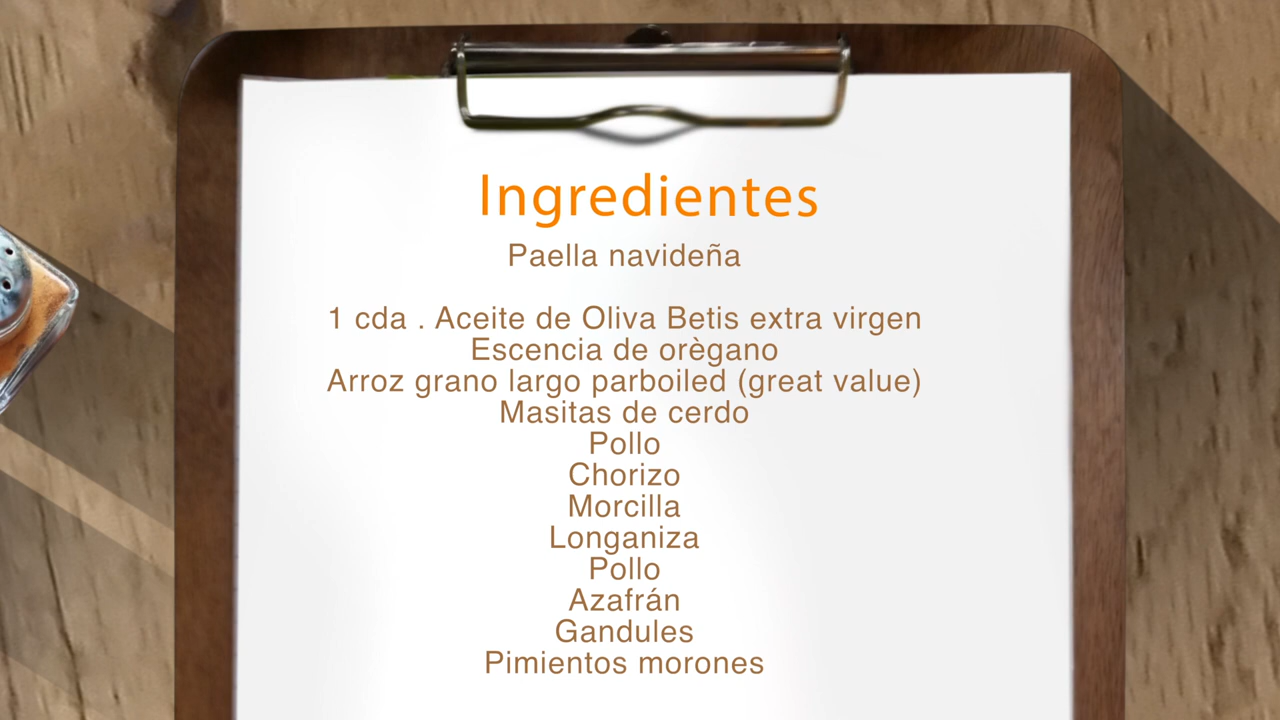 Ingredientes
Paella navideña
1 cda . Aceite de Oliva Betis extra virgen
Escencia de orègano
Arroz grano largo parboiled (great value)
Masitas de cerdo
Pollo
Chorizo
Morcilla
Longaniza
Pollo
Azafrán
Gandules
Pimientos morones